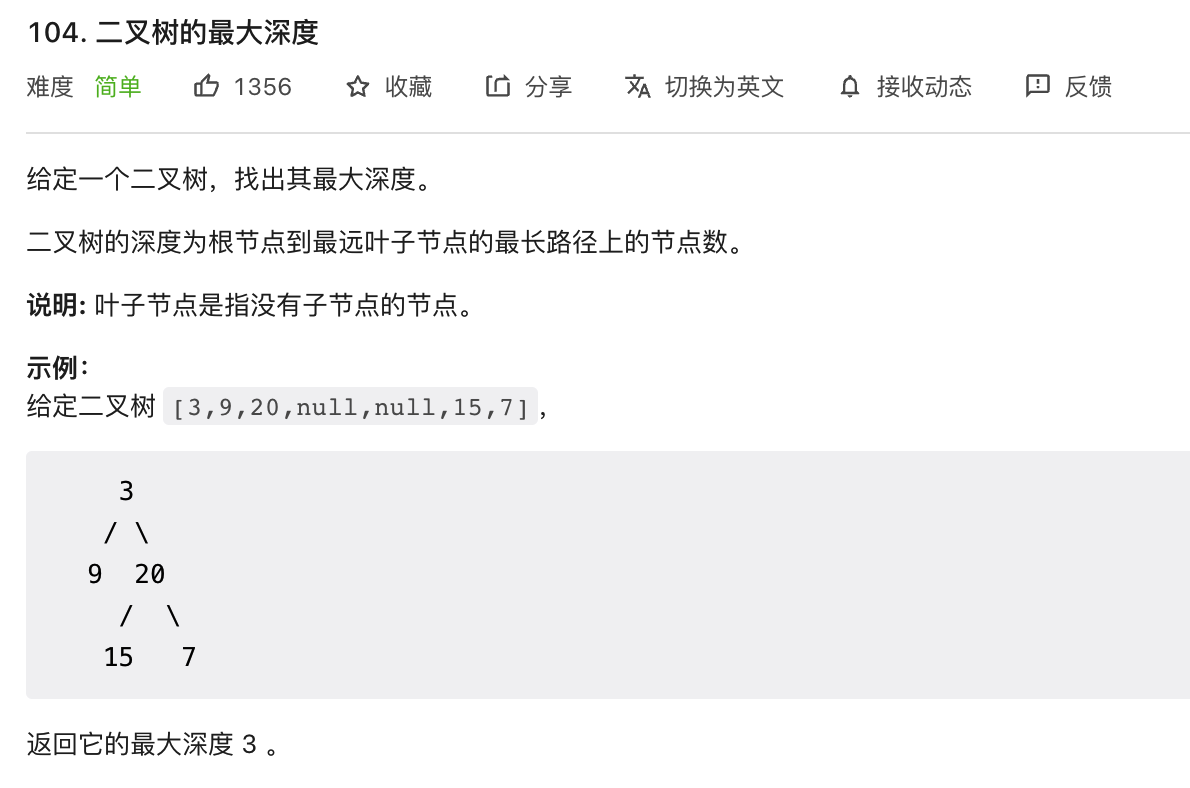 104. 二叉树的最大深度
难度 简单 1356 收藏 分享 切换为英文 接收动态 反馈
给定一个二叉树，找出其最大深度。
二叉树的深度为根节点到最远叶子节点的最长路径上的节点数。
说明: 叶子节点是指没有子节点的节点。
示例：
给定二叉树 [3,9,20,null,null,15,7]，
3
/ \
9 20
/ \
15 7
返回它的最大深度 3 。